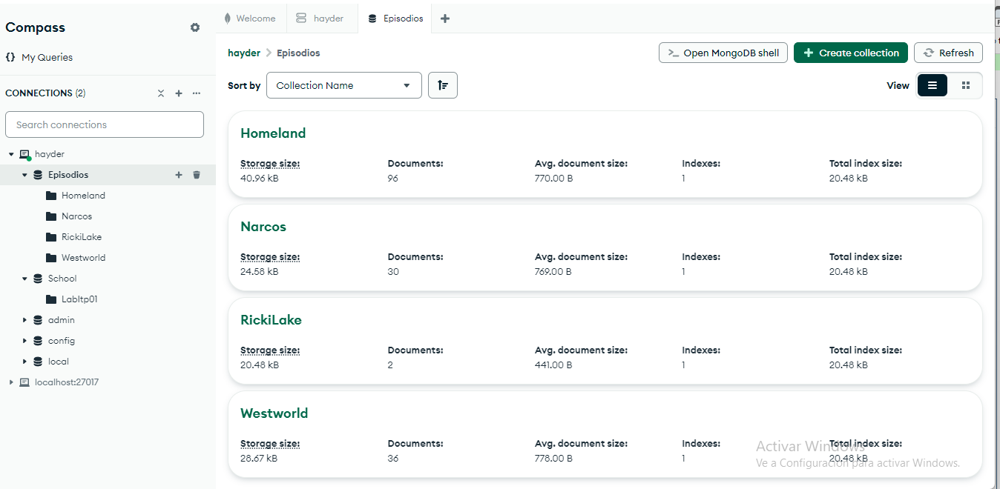 Compass
My Queries
CONNECTIONS (2)
Search connections
hayder
Episodios
Homeland
Narcos
RickiLake
Westworld
School
LabItp01
admin
config
local
localhost:27017
Welcome hayder Episodios
hayder > Episodios
>_ Open MongoDB shell + Create collection Refresh
Sort by Collection Name View
Homeland
Storage size: Documents: Avg. document size: Indexes: Total index size:
40.96 kB 96 770.00 B 1 20.48 kB
Narcos
Storage size: Documents: Avg. document size: Indexes: Total index size:
24.58 kB 30 769.00 B 1 20.48 kB
RickiLake
Storage size: Documents: Avg. document size: Indexes: Total index size:
20.48 kB 2 441.00 B 1 20.48 kB
Westworld
Storage size: Documents: Avg. document size: Indexes: Total index size:
28.67 kB 36 778.00 B 1 20.48 kB
Activar Windows
Ve a Configuración para activar Windows.